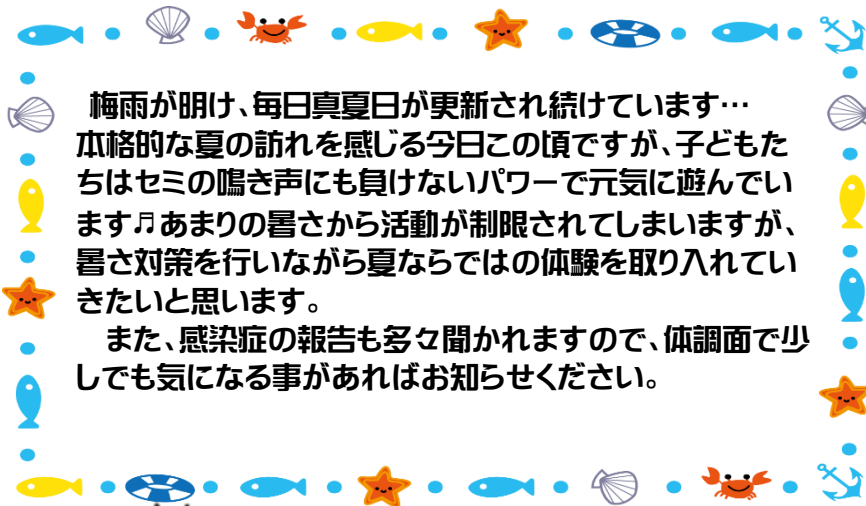 梅雨が明け、毎日真夏日が更新され続けています…
本格的な夏の訪れを感じる今日この頃ですが、子どもた
ちはセミの鳴き声にも負けないパワーで元気に遊んでい
ます♬あまりの暑さから活動が制限されてしまいますが、
暑さ対策を行いながら夏ならではの体験を取り入れてい
きたいと思います。
また、感染症の報告も多々聞かれますので、体調面で少
しでも気になる事があればお知らせください。